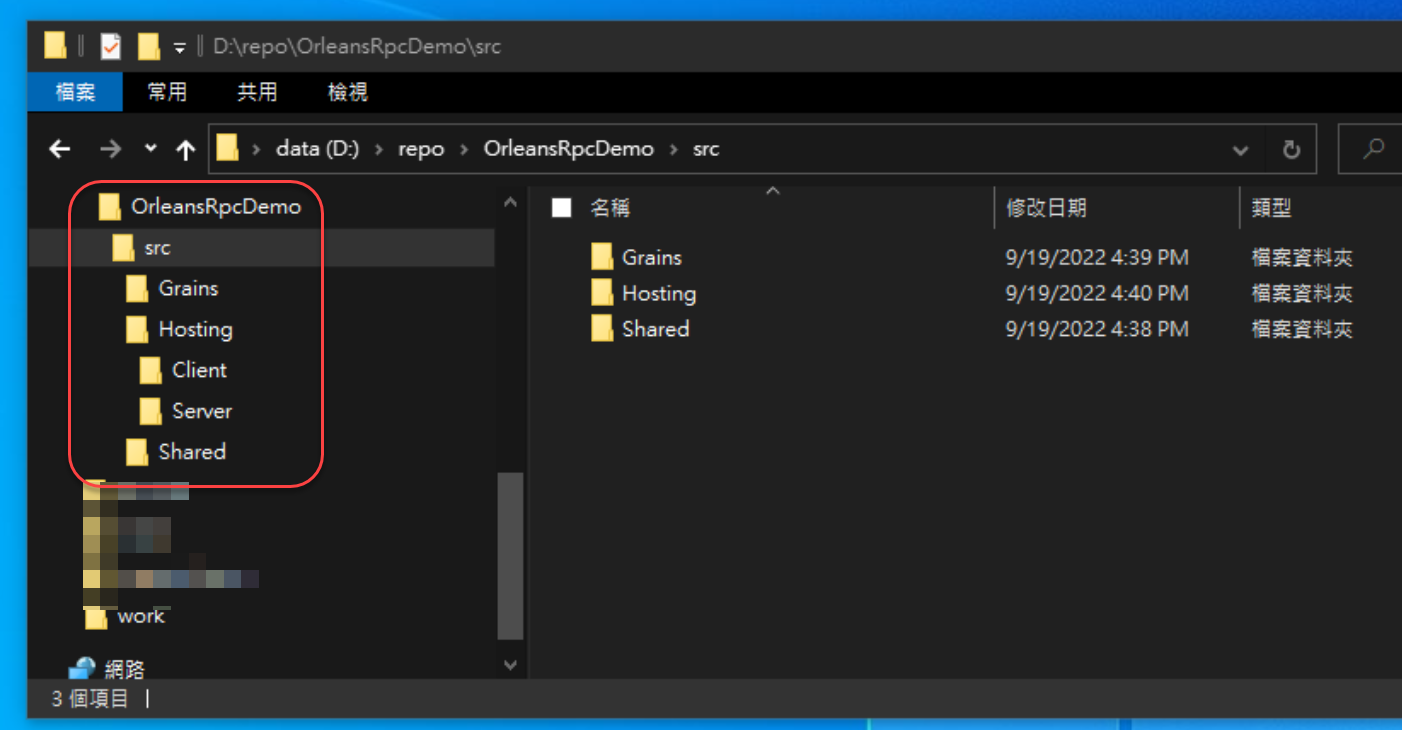 D:\repo\OrleansRpcDemo\src
檔案 常用 共用 檢視
data (D:) repo OrleansRpcDemo src
OrleansRpcDemo
src
Grains
Hosting
Client
Server
Shared
work
網路
名稱 修改日期 類型
Grains 9/19/2022 4:39 PM 檔案資料夾
Hosting 9/19/2022 4:40 PM 檔案資料夾
Shared 9/19/2022 4:38 PM 檔案資料夾
3 個項目